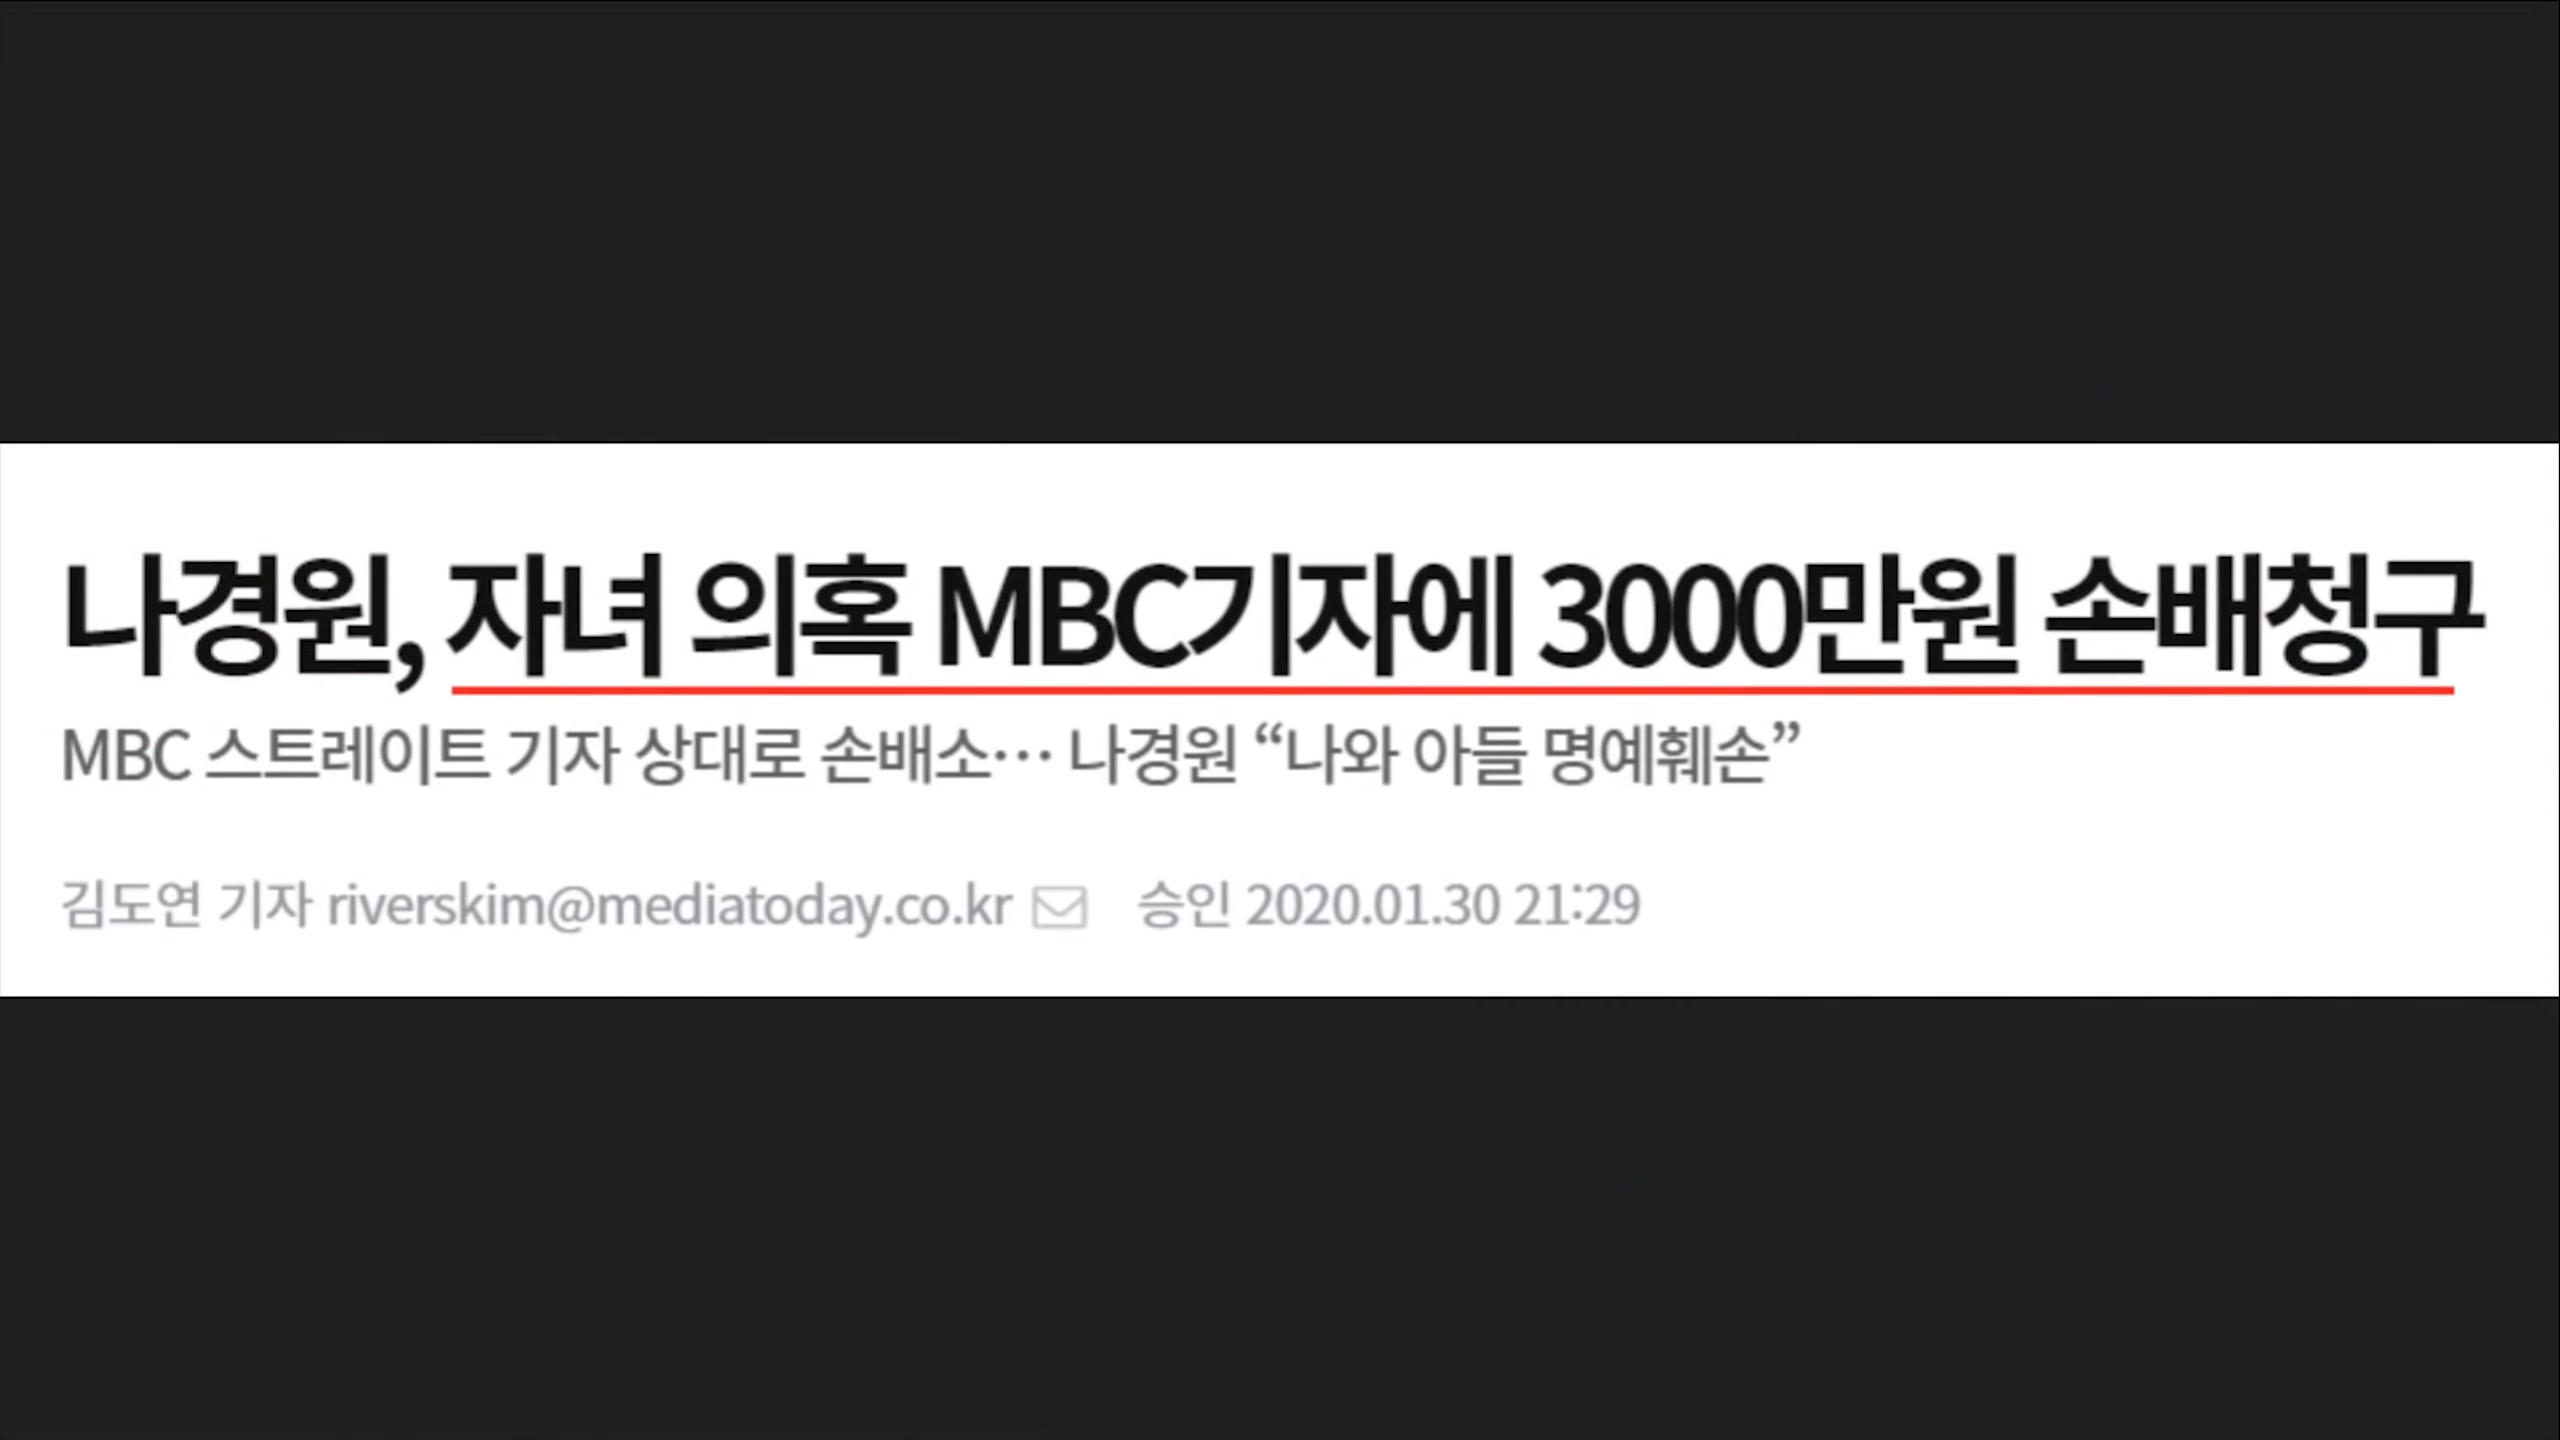 나경원, 자녀 의혹 MBC기자에 3000만원 손배청구
MBC 스트레이트 기자 상대로 손배소… 나경원 “나와 아들 명예훼손”
김도연 기자 riverskim@mediatoday.co.kr 승인 2020.01.30 21:29